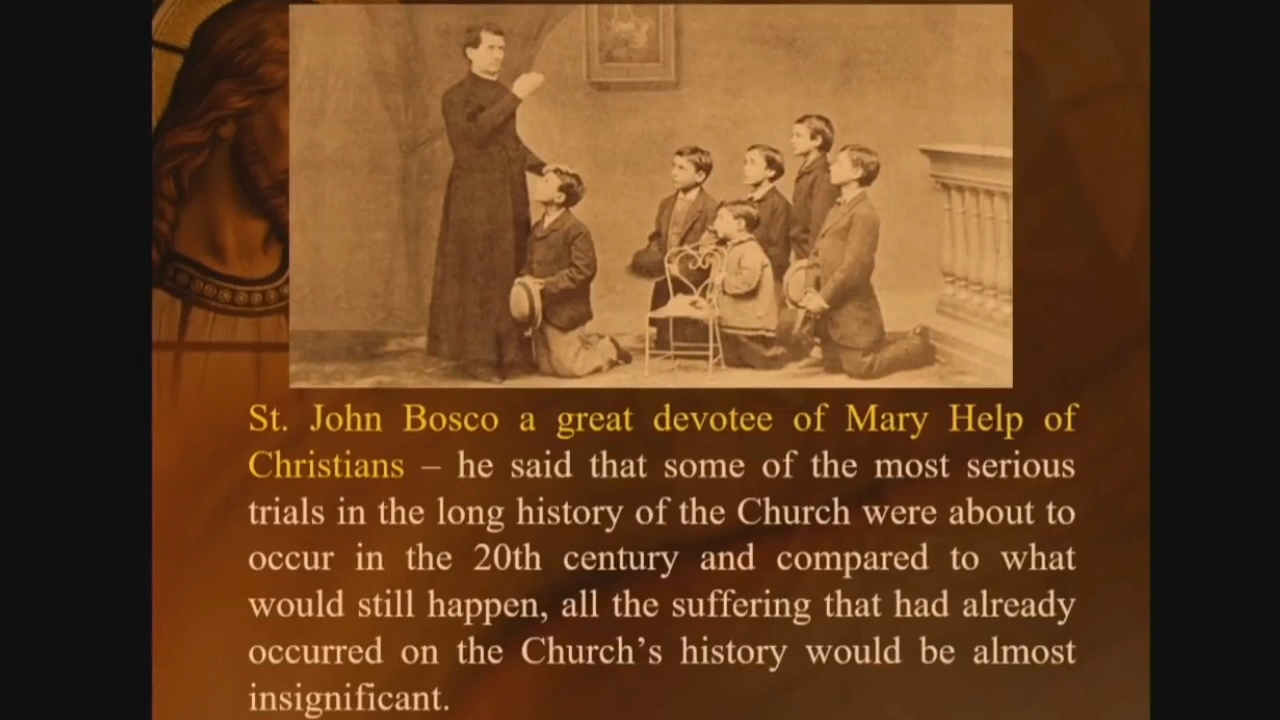 St. John Bosco a great devotee of Mary Help of
Christians – he said that some of the most serious
trials in the long history of the Church were about to
occur in the 20th century and compared to what
would still happen, all the suffering that had already
occurred on the Church’s history would be almost
insignificant.